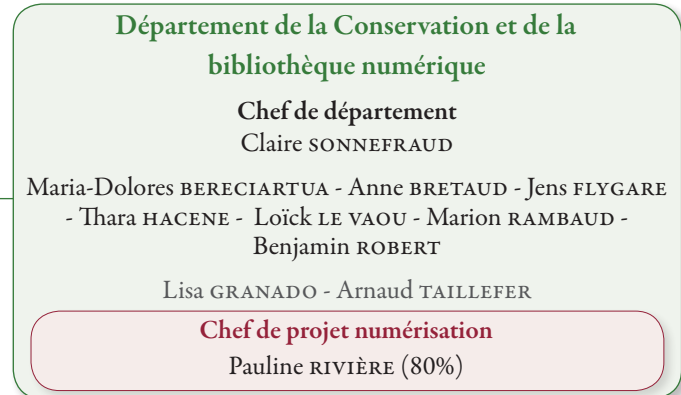 Département de la Conservation et de la
bibliothèque numérique
Chef de département
Claire SONNEFRAUD
Maria-Dolores BERECIARTUA - Anne BRETAUD - Jens FLYGARE
- Thara HACENE - Loïck LE VAOU - Marion RAMBAUD -
Benjamin ROBERT
Lisa GRANADO - Arnaud TAILLEFER
Chef de projet numérisation
Pauline RIVIÈRE (80%)